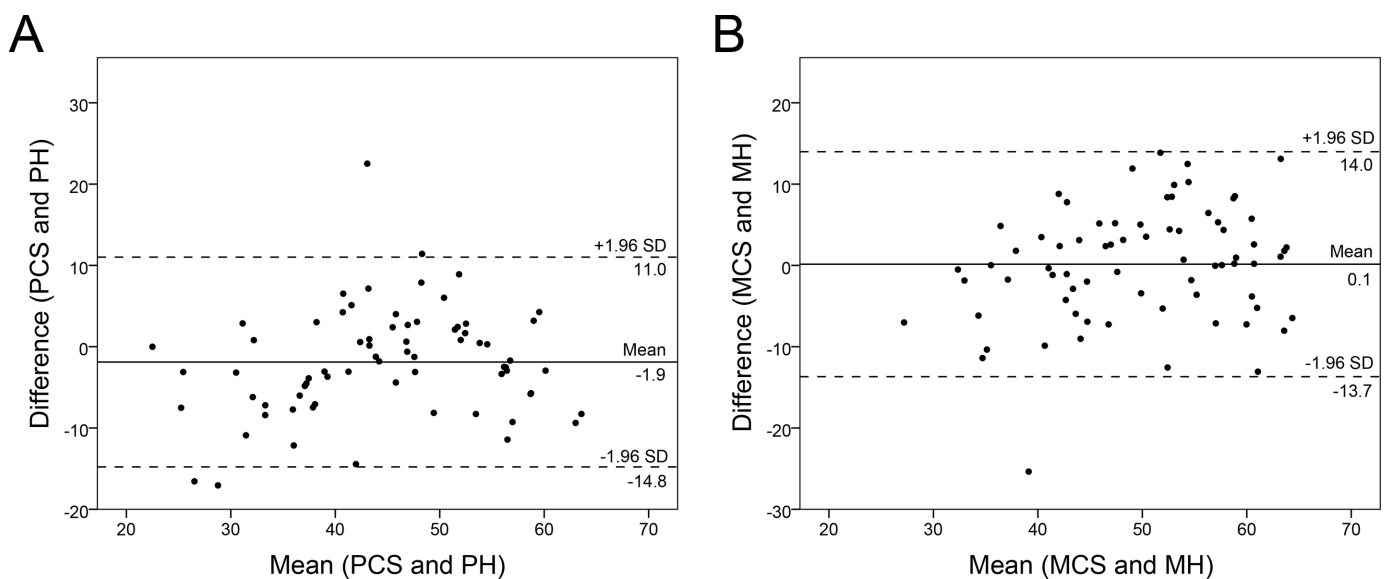 A
Difference (PCS and PH)
30
20
10
0
-10
-20
+1.96 SD
11.0
Mean
-1.9
-1.96 SD
-14.8
20 30 40 50 60 70
Mean (PCS and PH)
B
Difference (MCS and MH)
20
10
0
-10
-20
-30
+1.96 SD
14.0
Mean
0.1
-1.96 SD
-13.7
20 30 40 50 60 70
Mean (MCS and MH)